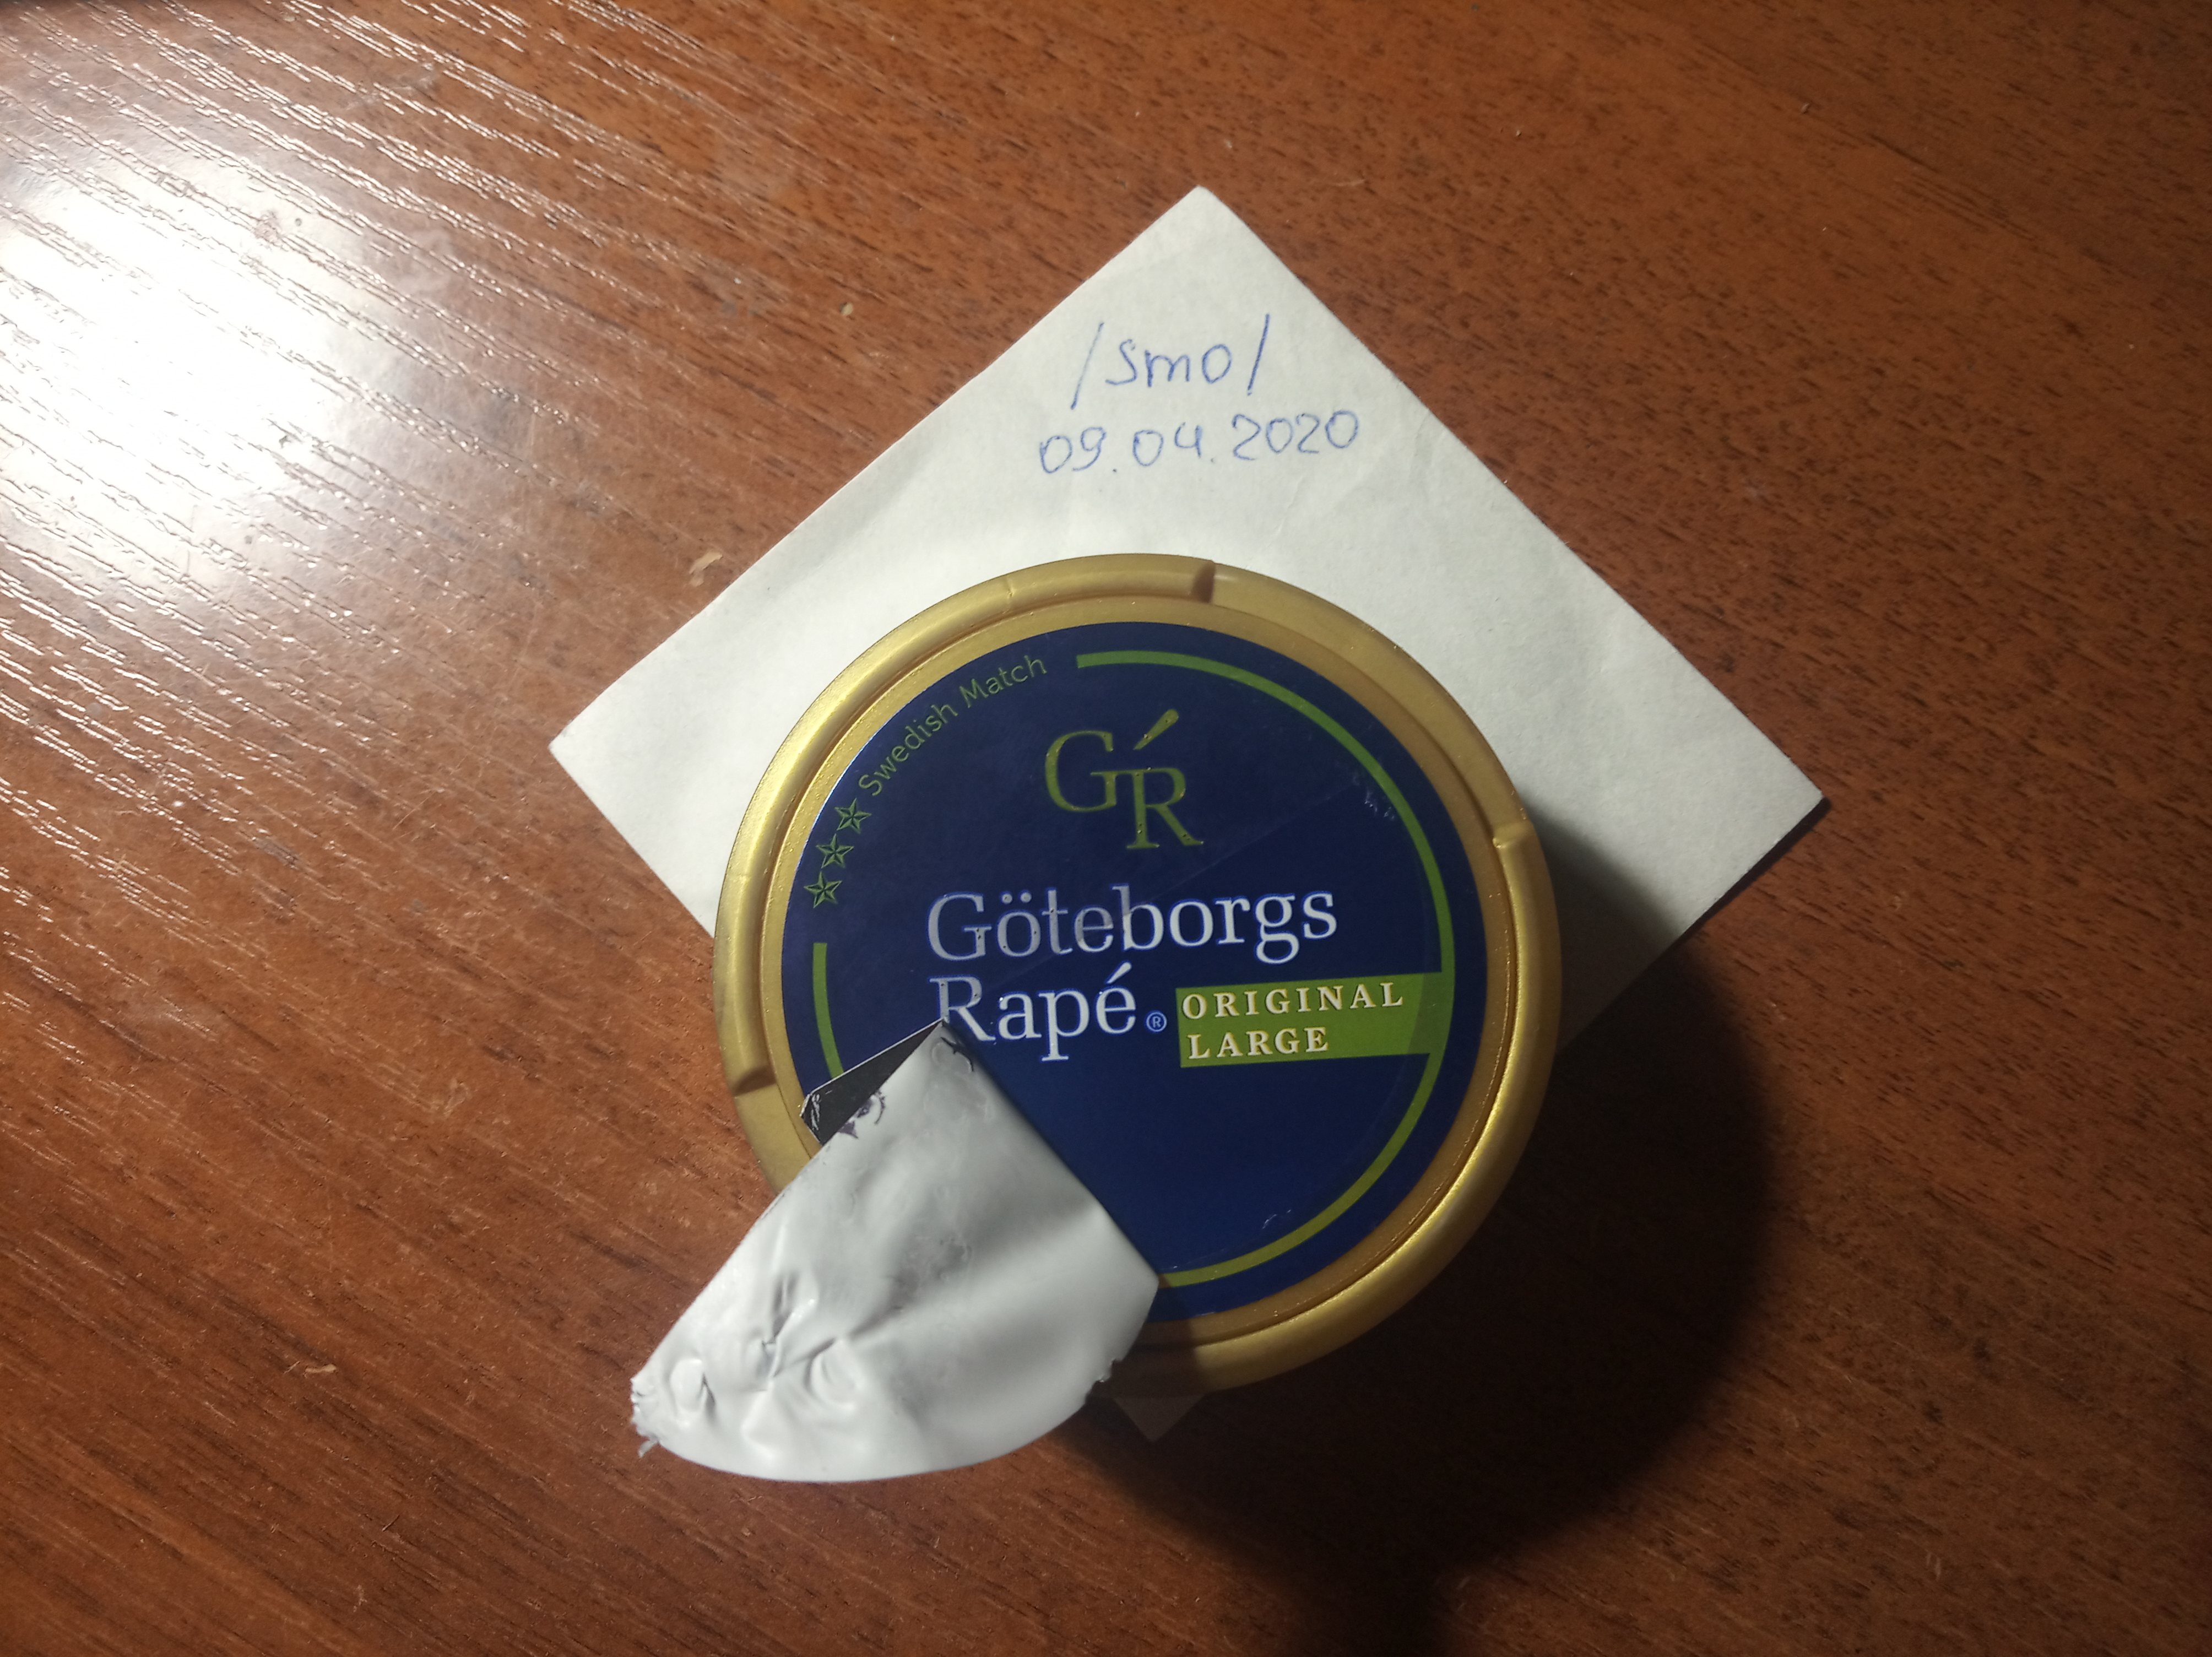 /smo/
09.04.2020
Swedish Match
GR
Göteborgs
Rapé®
ORIGINAL
LARGE